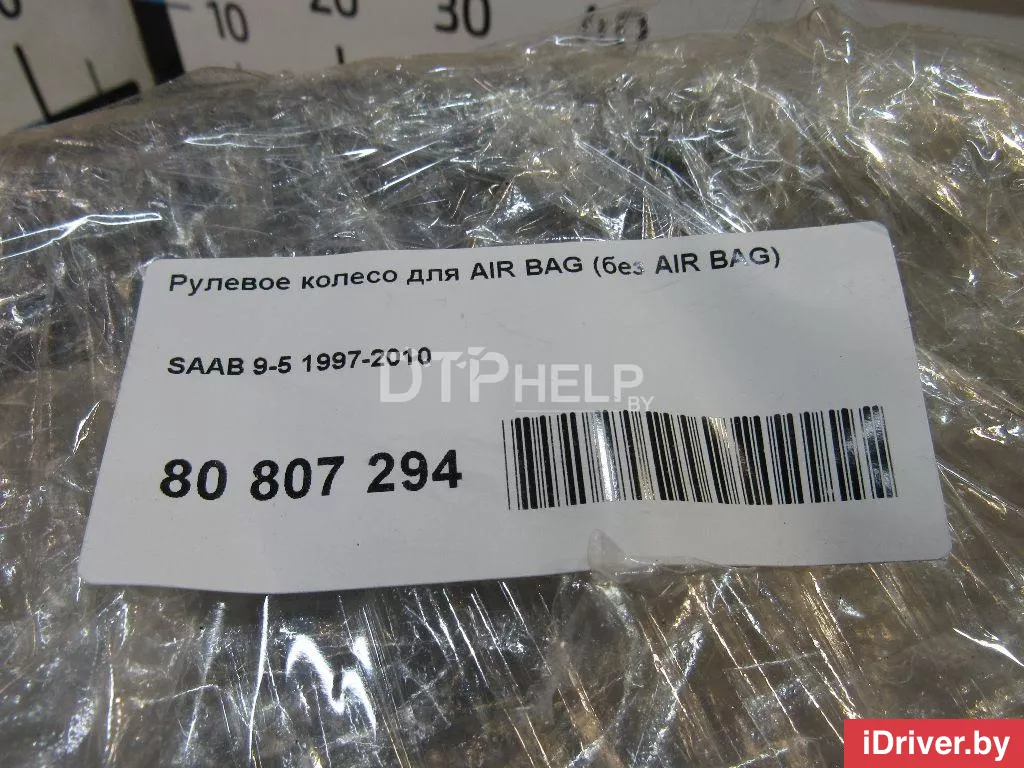 10 20 30 40
Рулевое колесо для AIR BAG (без AIR BAG)
SAAB 9-5 1997-2010
DTPHELP.BY
80 807 294
iDriver.by